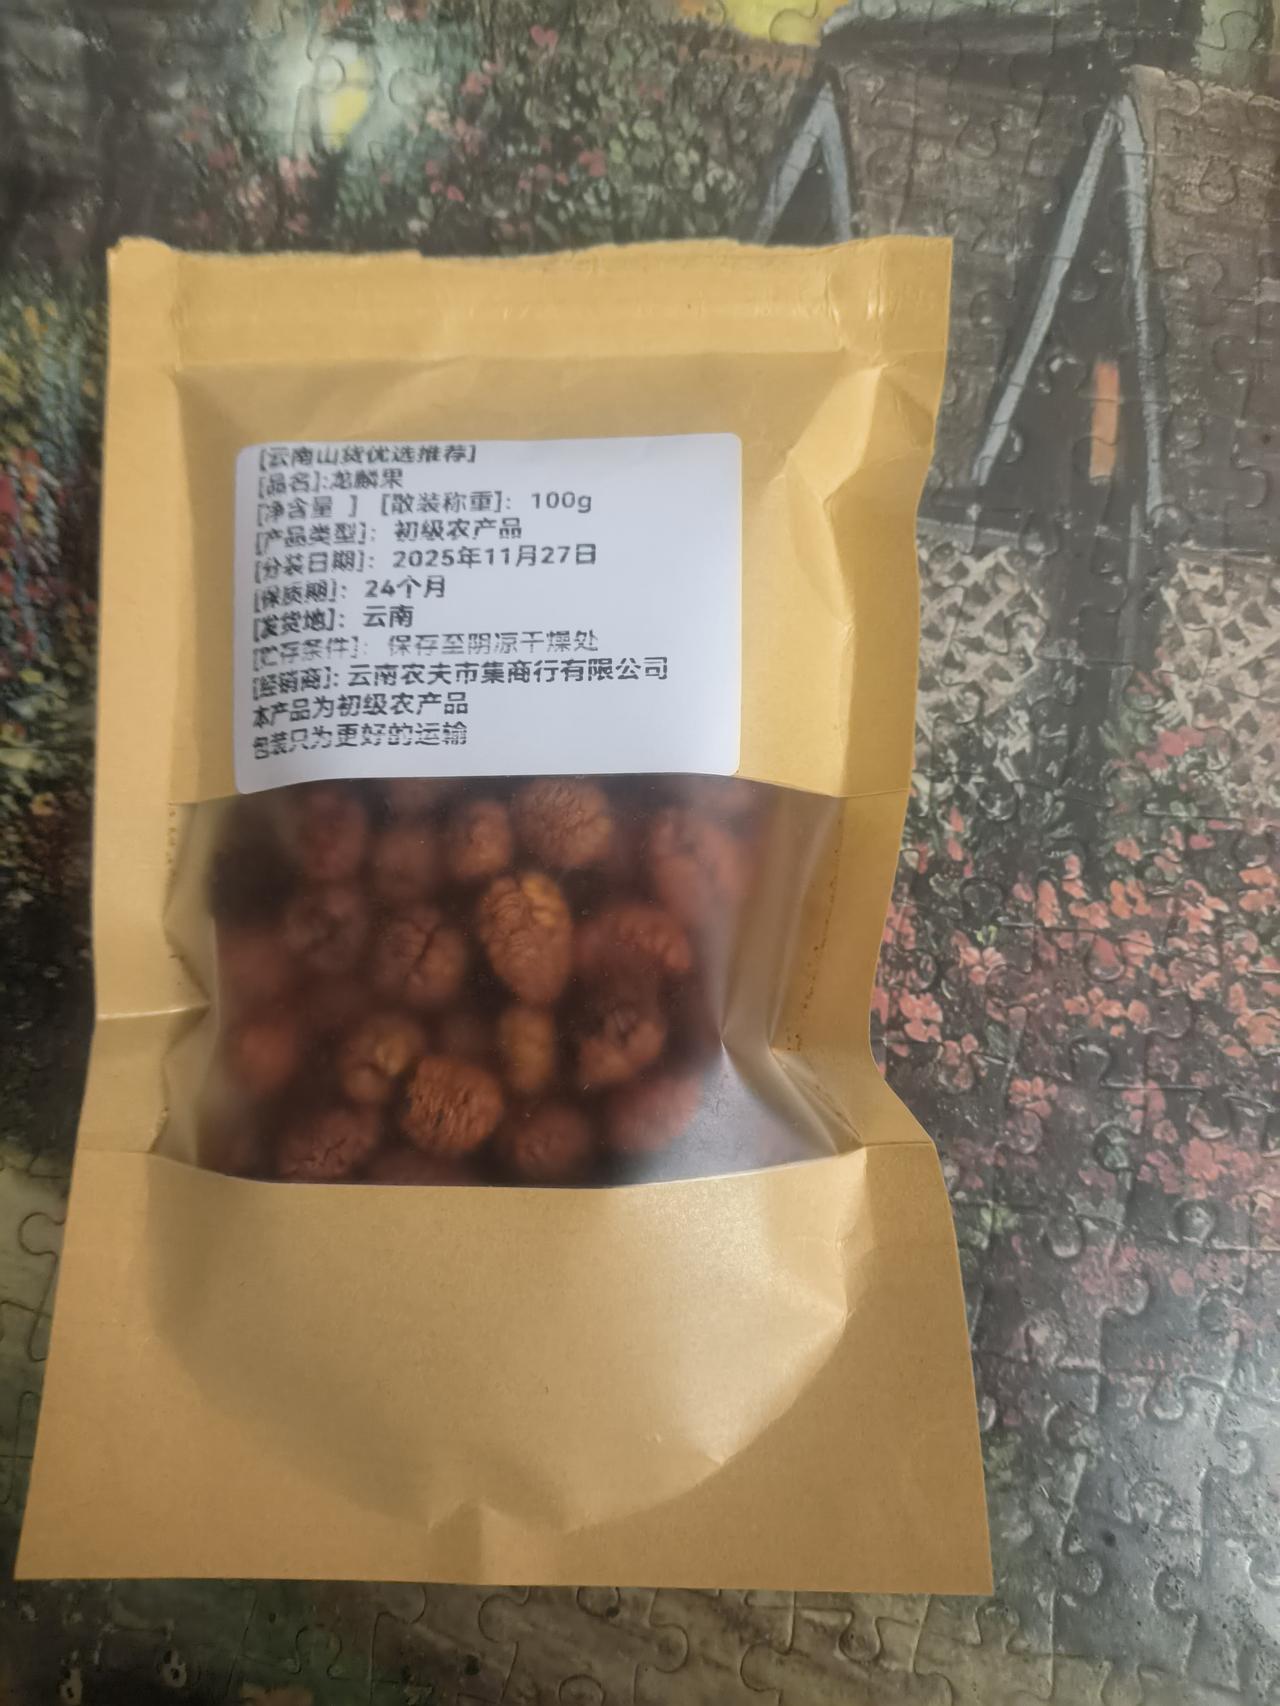 [云南山货优选推荐]
[品名]:龙麟果
[净含量 ] [散装称重]: 100g
[产品类型]: 初级农产品
[分装日期]: 2025年11月27日
[保质期]: 24个月
[发货地]: 云南
[贮存条件]: 保存至阴凉干燥处
[经销商]: 云南农夫市集商行有限公司
本产品为初级农产品
包装只为更好的运输